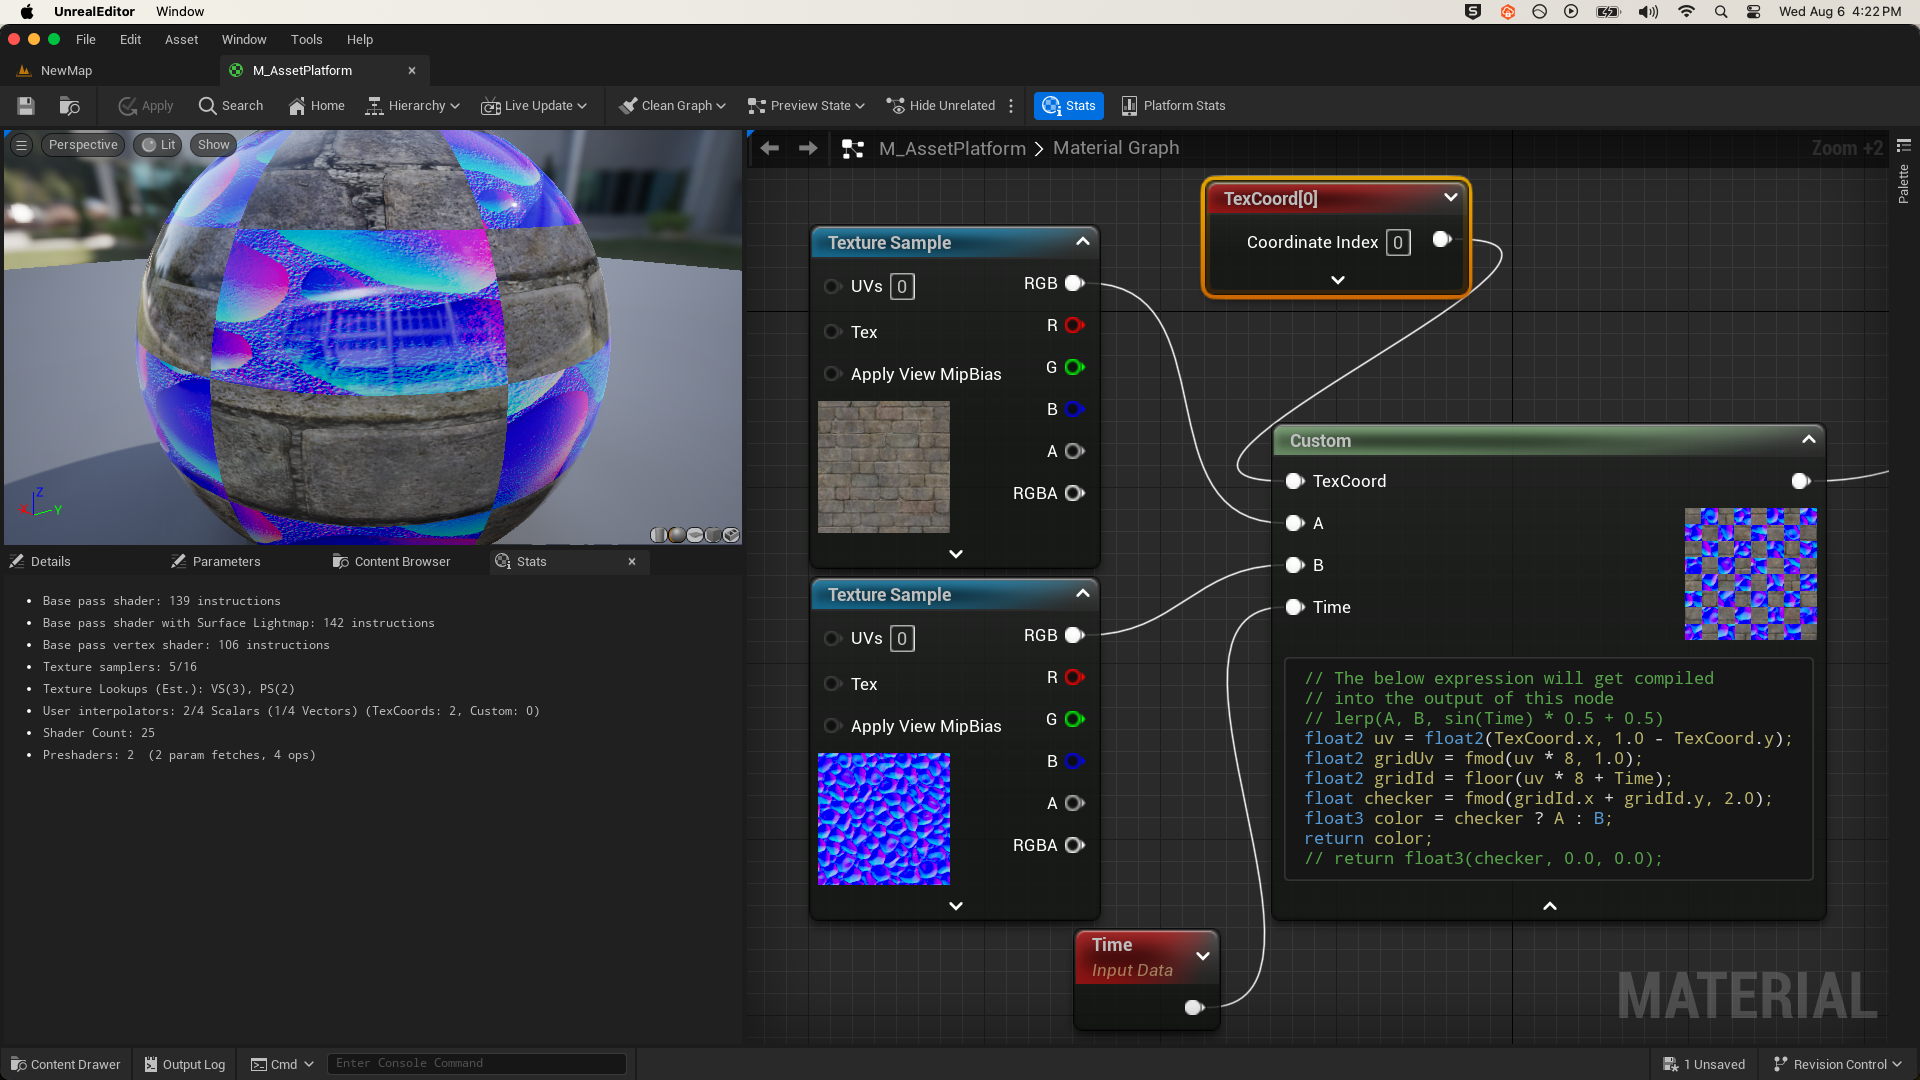 UnrealEditor Window
Wed Aug 6 4:22 PM
File Edit Asset Window Tools Help
NewMap
M_AssetPlatform
Apply Search Home Hierarchy Live Update Clean Graph Preview State Hide Unrelated Stats Platform Stats
Perspective Lit Show
M_AssetPlatform > Material Graph
Zoom +2
Palette
TexCoord[0]
Coordinate Index 0
Texture Sample
UVs 0 RGB
R
Tex
G
Apply View MipBias
B
A
RGBA
Custom
TexCoord
A
B
Time
Z
X
Y
Details Parameters Content Browser Stats
Base pass shader: 139 instructions
Base pass shader with Surface Lightmap: 142 instructions
Base pass vertex shader: 106 instructions
Texture samplers: 5/16
Texture Lookups (Est.): VS(3), PS(2)
User interpolators: 2/4 Scalars (1/4 Vectors) (TexCoords: 2, Custom: 0)
Shader Count: 25
Preshaders: 2 (2 param fetches, 4 ops)
Texture Sample
UVs 0 RGB
R
Tex
G
Apply View MipBias
B
A
RGBA
// The below expression will get compiled
// into the output of this node
// lerp(A, B, sin(Time) * 0.5 + 0.5)
float2 uv = float2(TexCoord.x, 1.0 - TexCoord.y);
float2 gridUv = fmod(uv * 8, 1.0);
float2 gridId = floor(uv * 8 + Time);
float checker = fmod(gridId.x + gridId.y, 2.0);
float3 color = checker ? A : B;
return color;
// return float3(checker, 0.0, 0.0);
Time
Input Data
MATERIAL
Content Drawer Output Log Cmd Enter Console Command
1 Unsaved Revision Control